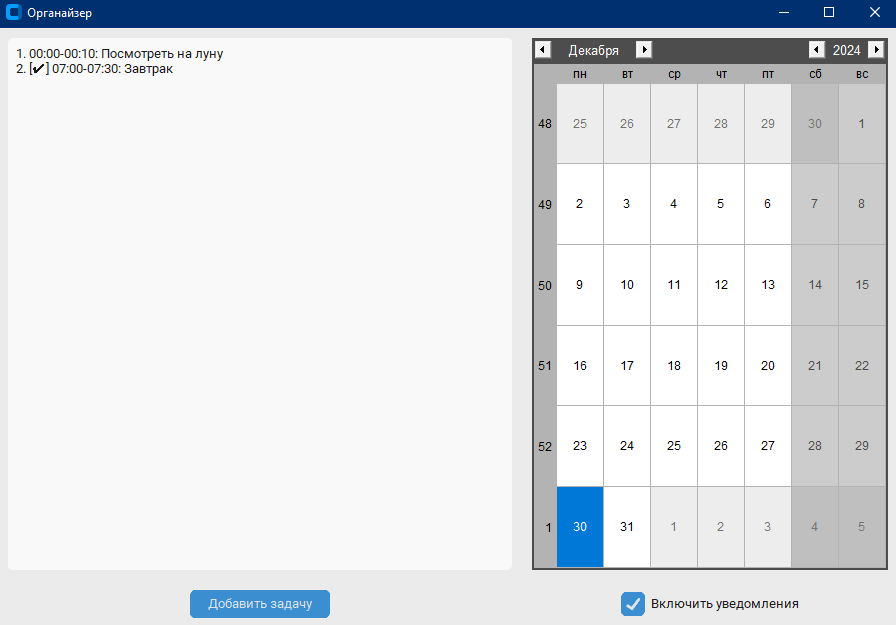 Органайзер
1. 00:00-00:10: Посмотреть на луну
2. [✔] 07:00-07:30: Завтрак
Декабря 2024
пн вт ср чт пт сб вс
48 25 26 27 28 29 30 1
49 2 3 4 5 6 7 8
50 9 10 11 12 13 14 15
51 16 17 18 19 20 21 22
52 23 24 25 26 27 28 29
1 30 31 1 2 3 4 5
Добавить задачу
Включить уведомления